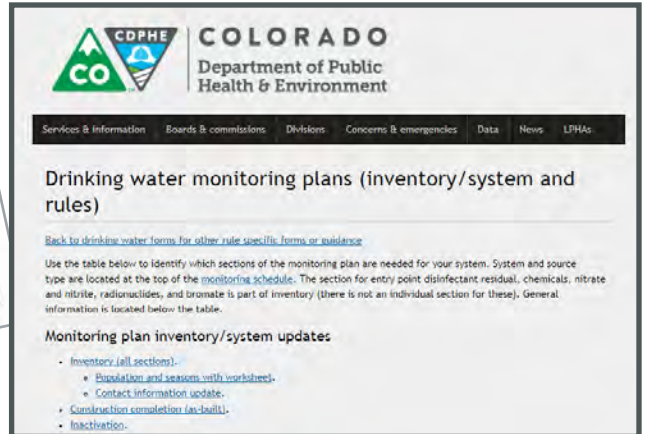 CDPHE
CO
COLORADO
Department of Public
Health & Environment
Services & Information Boards & commissions Divisions Concerns & emergencies Data News LPHAs
Drinking water monitoring plans (inventory/system and
rules)
Back to drinking water forms for other rule specific forms or guidance
Use the table below to identify which sections of the monitoring plan are needed for your system. System and source
type are located at the top of the monitoring schedule. The section for entry point disinfectant residual, chemicals, nitrate
and nitrite, radionuclides, and bromate is part of inventory (there is not an individual section for these). General
information is located below the table.
Monitoring plan inventory/system updates
• Inventory (all sections).
• Population and seasons with worksheet.
• Contact information update.
• Construction completion (as-built).
• Inactivation.